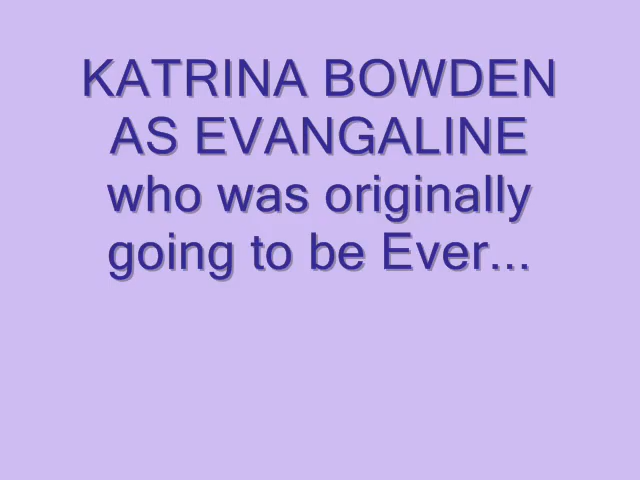 KATRINA BOWDEN
AS EVANGALINE
who was originally
going to be Ever...